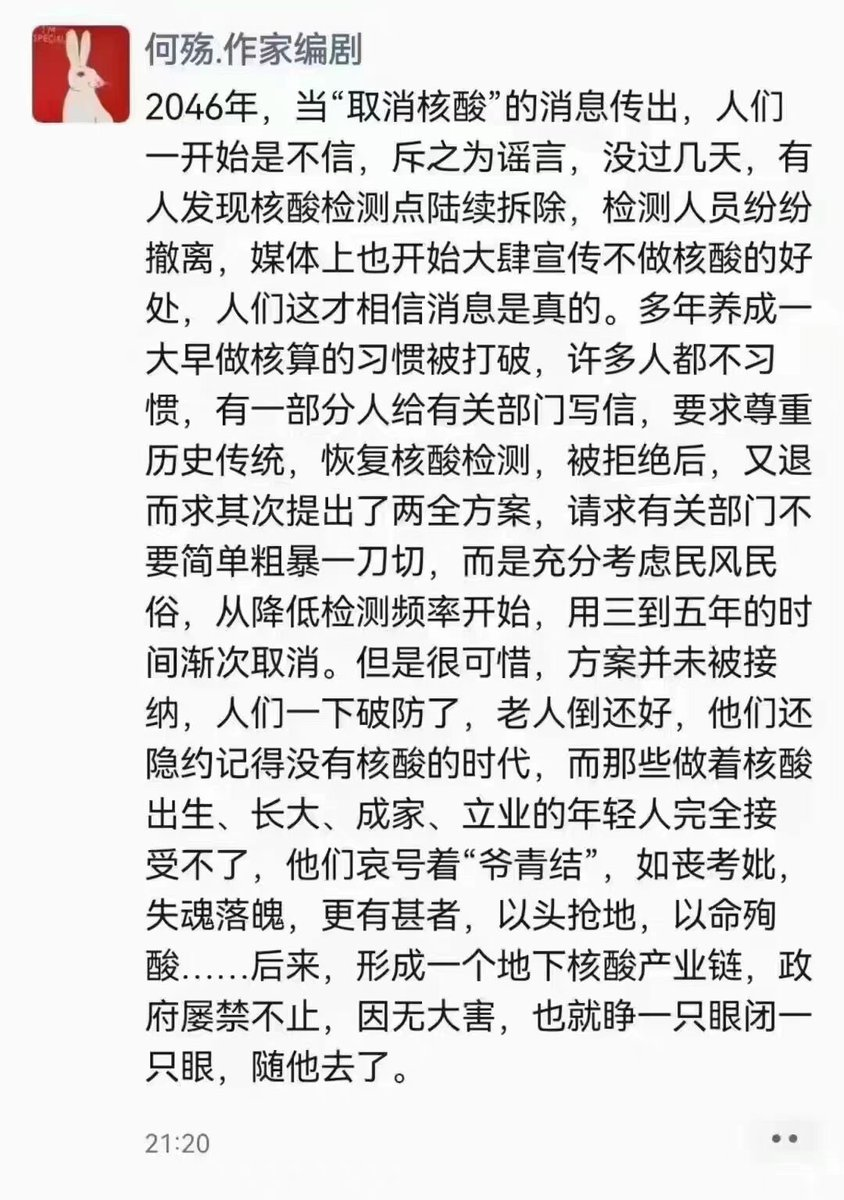 I'M
SPECIAL
何殇.作家编剧
2046年，当“取消核酸”的消息传出，人们
一开始是不信，斥之为谣言，没过几天，有
人发现核酸检测点陆续拆除，检测人员纷纷
撤离，媒体上也开始大肆宣传不做核酸的好
处，人们这才相信消息是真的。多年养成一
大早做核算的习惯被打破，许多人都不习
惯，有一部分人给有关部门写信，要求尊重
历史传统，恢复核酸检测，被拒绝后，又退
而求其次提出了两全方案，请求有关部门不
要简单粗暴一刀切，而是充分考虑民风民
俗，从降低检测频率开始，用三到五年的时
间渐次取消。但是很可惜，方案并未被接
纳，人们一下破防了，老人倒还好，他们还
隐约记得没有核酸的时代，而那些做着核酸
出生、长大、成家、立业的年轻人完全接
受不了，他们哀号着“爷青结”，如丧考妣，
失魂落魄，更有甚者，以头抢地，以命殉
酸……后来，形成一个地下核酸产业链，政
府屡禁不止，因无大害，也就睁一只眼闭一
只眼，随他去了。
21:20